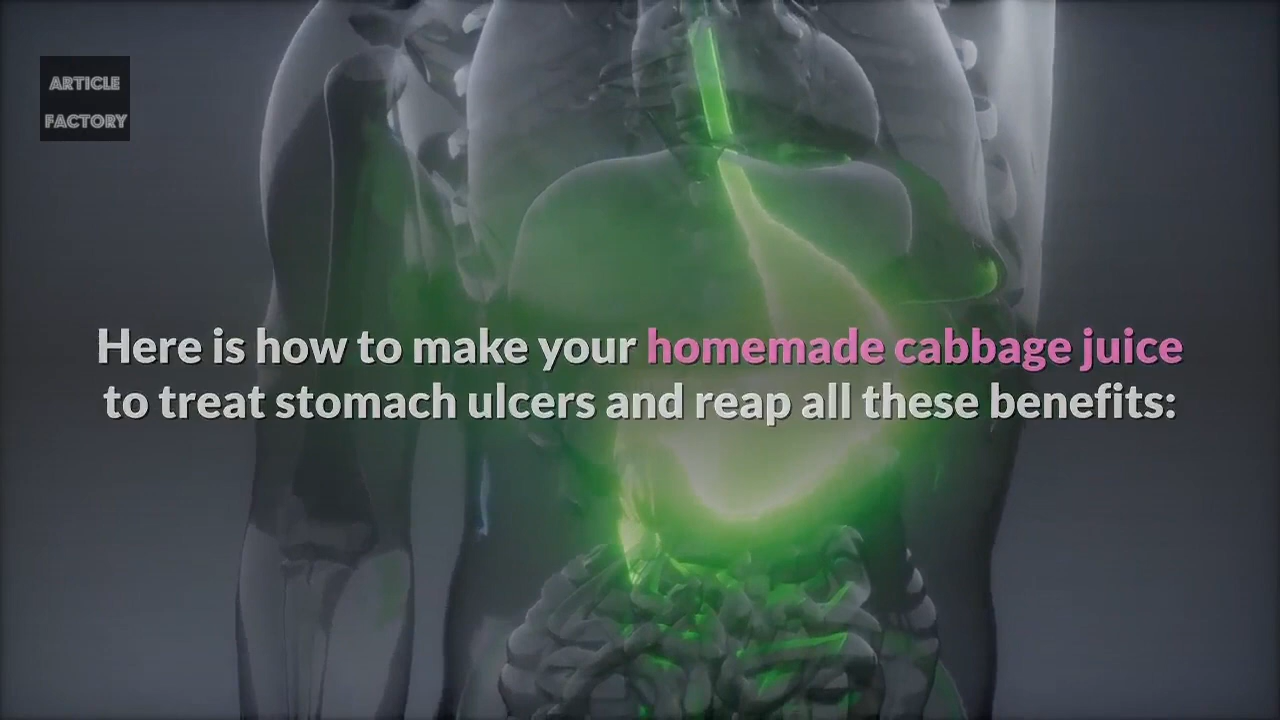 ARTICLE
FACTORY
Here is how to make your homemade cabbage juice
to treat stomach ulcers and reap all these benefits: